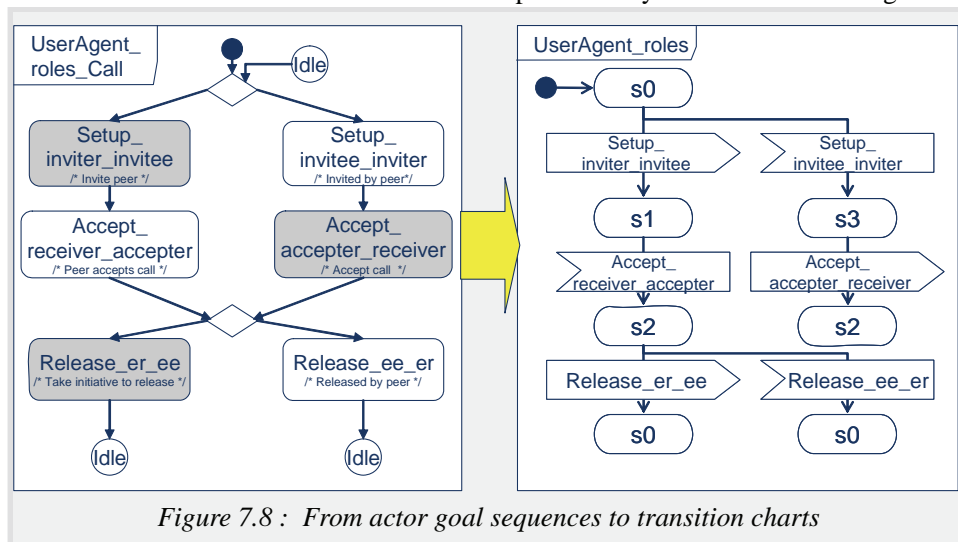 UserAgent_
roles_Call
Idle
Setup_
inviter_invitee
/* Invite peer */
Setup_
invitee_inviter
/* Invited by peer*/
Accept_
receiver_accepter
/* Peer accepts call */
Accept_
accepter_receiver
/* Accept call */
Release_er_ee
/* Take initiative to release */
Release_ee_er
/* Released by peer */
Idle
Idle
UserAgent_roles
s0
Setup_
inviter_invitee
Setup_
invitee_inviter
s1
s3
Accept_
receiver_accepter
Accept_
accepter_receiver
s2
s2
Release_er_ee
Release_ee_er
s0
s0
Figure 7.8 : From actor goal sequences to transition charts